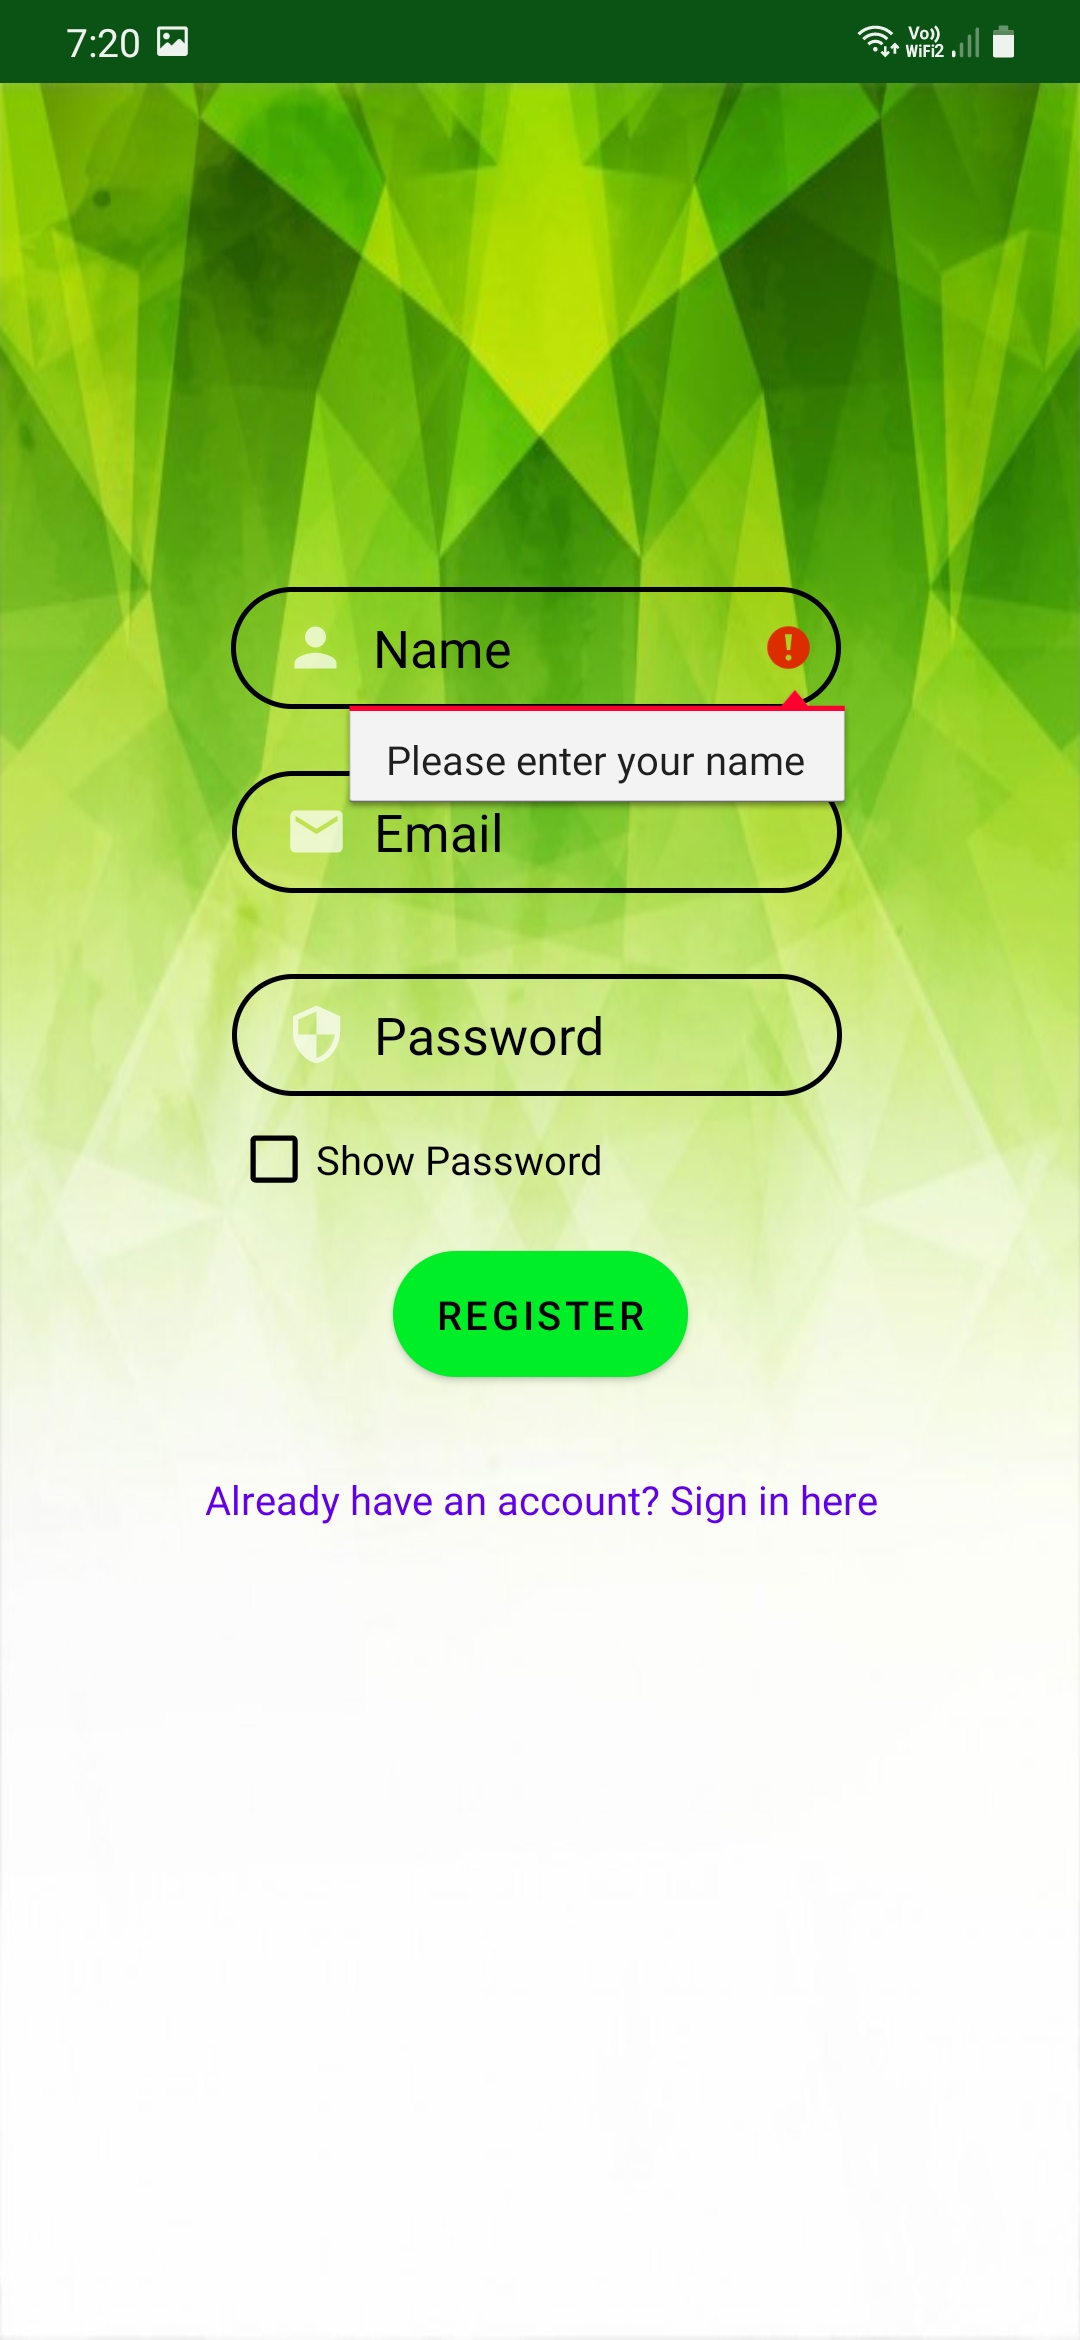 7:20
Vo))
WiFi2
Name
Please enter your name
Email
Password
Show Password
REGISTER
Already have an account? Sign in here